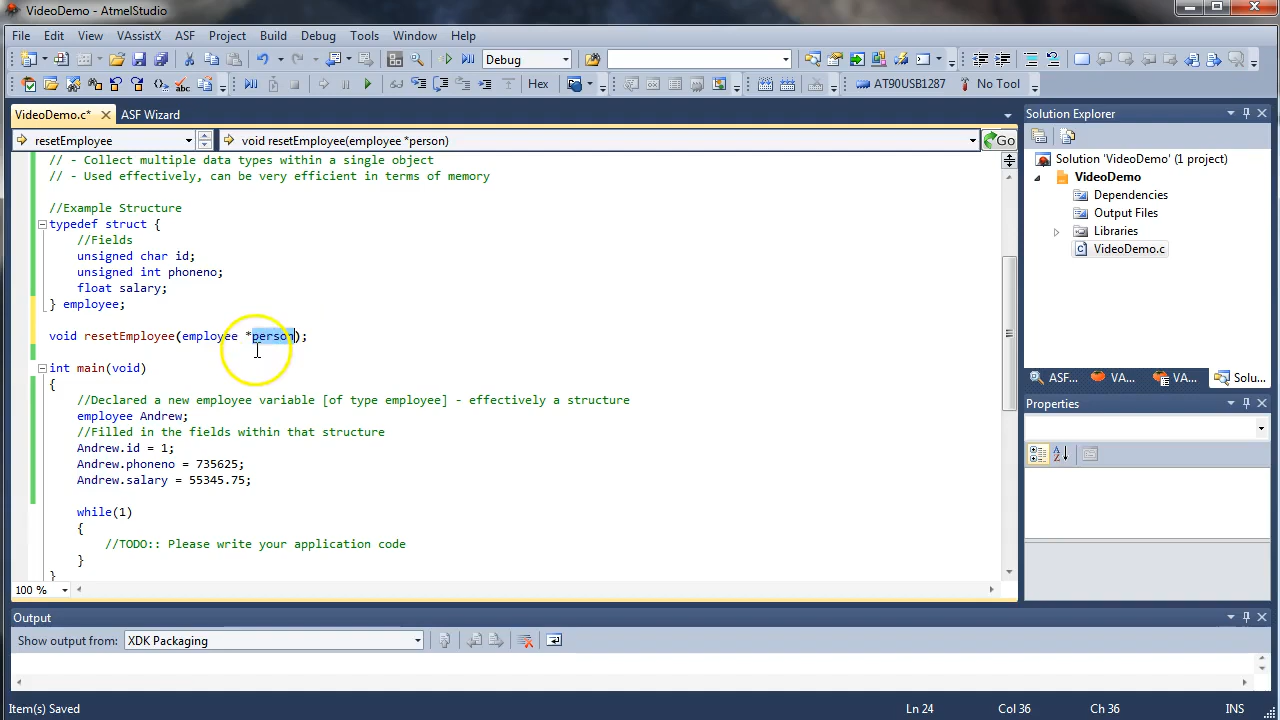 VideoDemo - AtmelStudio
File Edit View VAssistX ASF Project Build Debug Tools Window Help
Debug
Hex AT90USB1287 No Tool
VideoDemo.c* ASF Wizard
resetEmployee void resetEmployee(employee *person) Go
// - Collect multiple data types within a single object
// - Used effectively, can be very efficient in terms of memory
//Example Structure
typedef struct {
//Fields
unsigned char id;
unsigned int phoneno;
float salary;
} employee;
void resetEmployee(employee *person);
int main(void)
{
//Declared a new employee variable [of type employee] - effectively a structure
employee Andrew;
//Filled in the fields within that structure
Andrew.id = 1;
Andrew.phoneno = 735625;
Andrew.salary = 55345.75;
while(1)
{
//TODO:: Please write your application code
}
}
100 %
Solution Explorer
Solution 'VideoDemo' (1 project)
VideoDemo
Dependencies
Output Files
Libraries
VideoDemo.c
ASF... VA... VA... Solu...
Properties
Output
Show output from: XDK Packaging
Item(s) Saved Ln 24 Col 36 Ch 36 INS